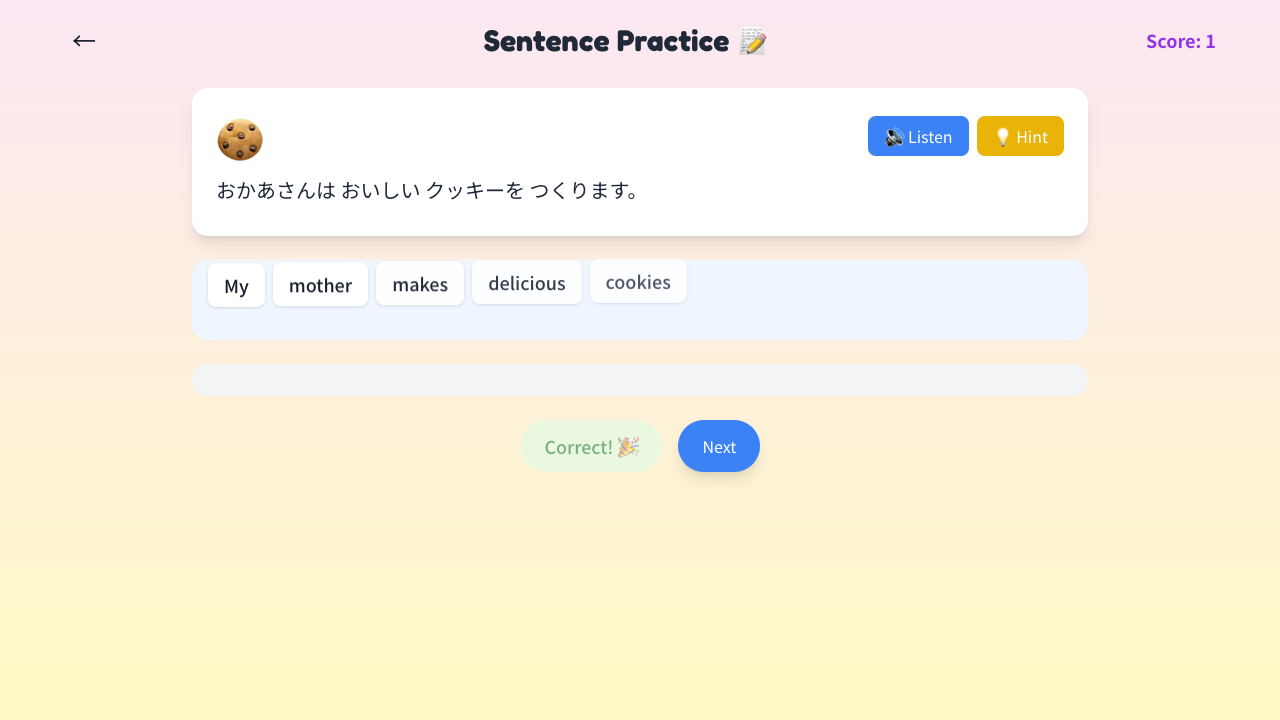 ←
Sentence Practice 📝
Score: 1
🔊 Listen
💡 Hint
おかあさんは おいしい クッキーを つくります。
My mother makes delicious cookies
Correct! 🎉
Next